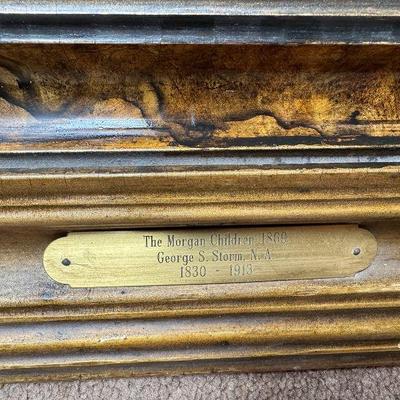 The Morgan Children, 1869
George S. Storm, N.A.
1830 - 1913